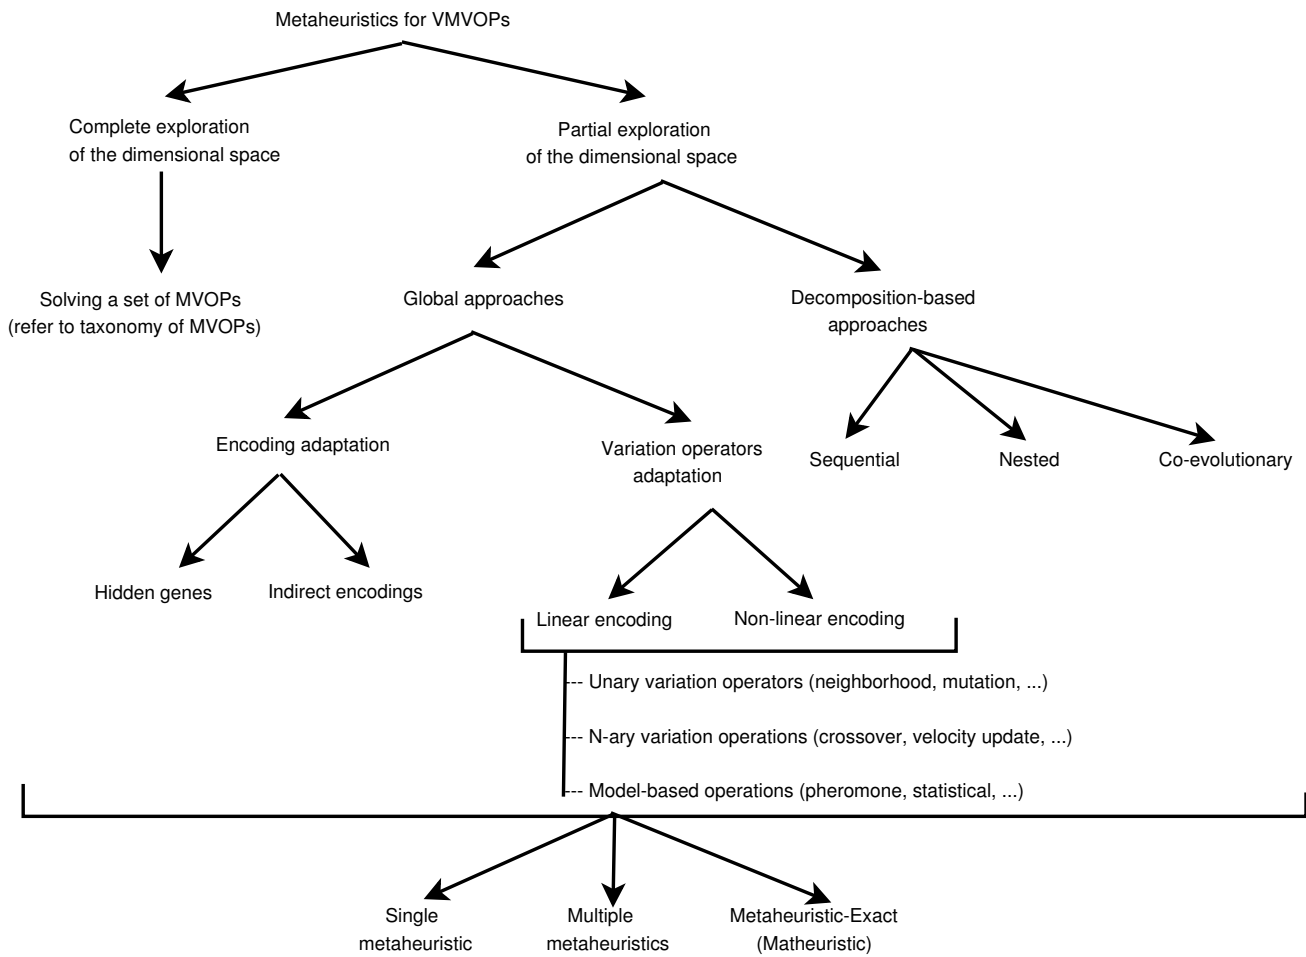 Metaheuristics for VMVOPs
Complete exploration
of the dimensional space
Partial exploration
of the dimensional space
Solving a set of MVOPs
(refer to taxonomy of MVOPs)
Global approaches
Decomposition-based
approaches
Encoding adaptation
Variation operators
adaptation
Sequential
Nested
Co-evolutionary
Hidden genes
Indirect encodings
Linear encoding
Non-linear encoding
--- Unary variation operators (neighborhood, mutation, ...)
--- N-ary variation operations (crossover, velocity update, ...)
--- Model-based operations (pheromone, statistical, ...)
Single
metaheuristic
Multiple
metaheuristics
Metaheuristic-Exact
(Matheuristic)